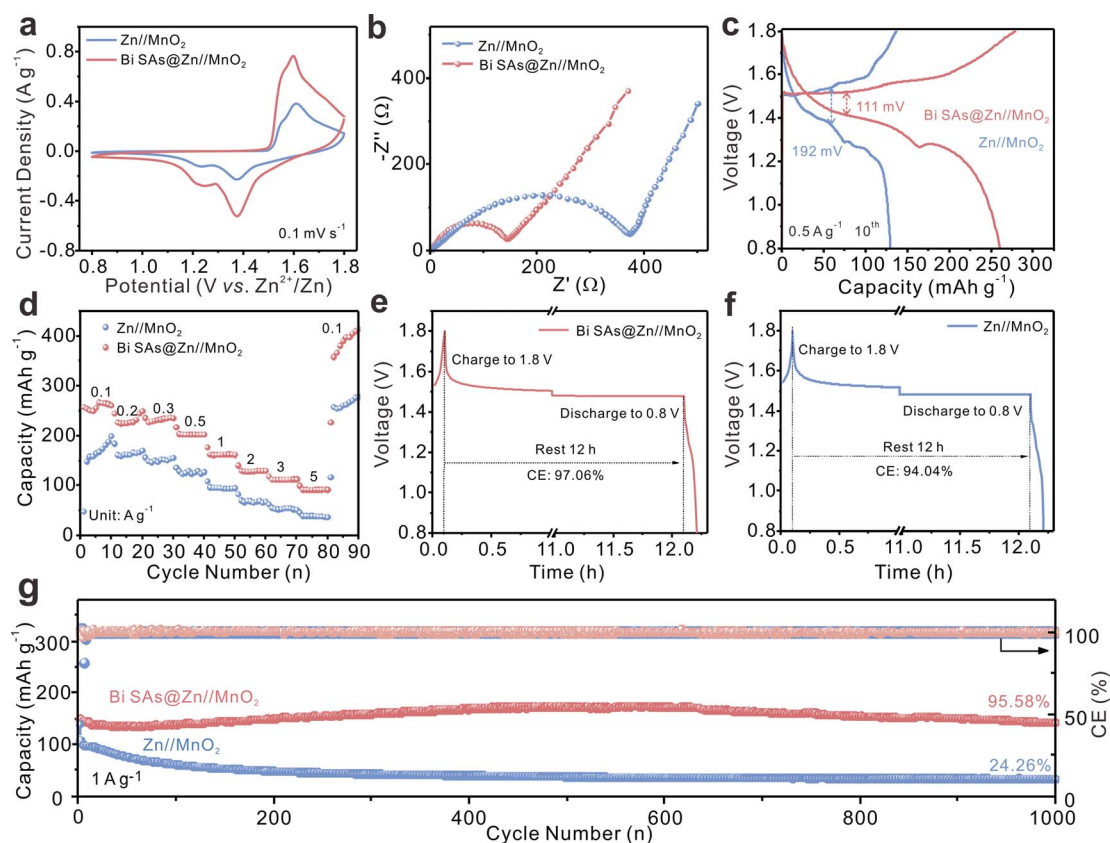 a
Zn//MnO₂
Bi SAs@Zn//MnO₂
0.8
0.4
0.0
-0.4
-0.8
Current Density (A g⁻¹)
0.1 mV s⁻¹
0.8 1.0 1.2 1.4 1.6 1.8
Potential (V vs. Zn²⁺/Zn)
b
Zn//MnO₂
Bi SAs@Zn//MnO₂
400
200
0
-Z'' (Ω)
0 200 400 600
Z' (Ω)
c
1.8
1.6
1.4
1.2
1.0
0.8
Voltage (V)
111 mV
Bi SAs@Zn//MnO₂
192 mV
Zn//MnO₂
0.5 A g⁻¹ 10ᵗʰ
0 50 100 150 200 250 300
Capacity (mAh g⁻¹)
d
Zn//MnO₂
Bi SAs@Zn//MnO₂
400
300
200
100
0
Capacity (mAh g⁻¹)
0.1
0.2
0.3
0.5
1
2
3
5
0.1
Unit: A g⁻¹
0 10 20 30 40 50 60 70 80 90
Cycle Number (n)
e
Bi SAs@Zn//MnO₂
1.8
1.6
1.4
1.2
1.0
0.8
Voltage (V)
Charge to 1.8 V
Discharge to 0.8 V
Rest 12 h
CE: 97.06%
0.0 0.5 11.0 11.5 12.0
Time (h)
f
Zn//MnO₂
1.8
1.6
1.4
1.2
1.0
0.8
Voltage (V)
Charge to 1.8 V
Discharge to 0.8 V
Rest 12 h
CE: 94.04%
0.0 0.5 11.0 11.5 12.0
Time (h)
g
300
200
150
100
50
0
Capacity (mAh g⁻¹)
Bi SAs@Zn//MnO₂
95.58%
Zn//MnO₂
24.26%
1 A g⁻¹
100
50
0
CE (%)
0 200 400 600 800 1000
Cycle Number (n)